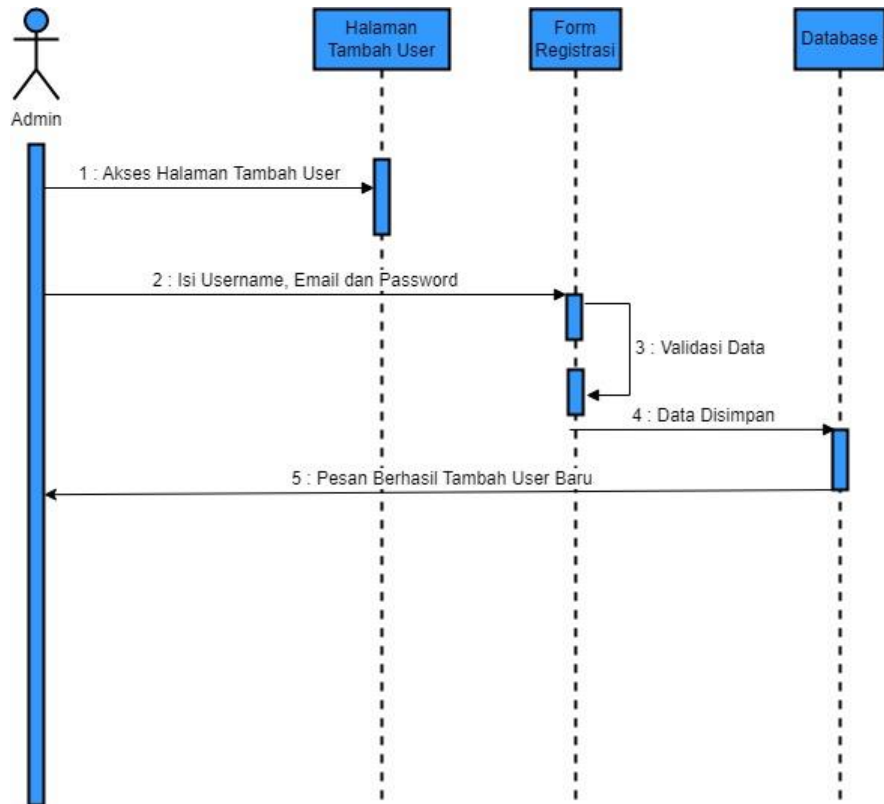 Halaman
Tambah User
Form
Registrasi
Database
Admin
1 : Akses Halaman Tambah User
2 : Isi Username, Email dan Password
3 : Validasi Data
4 : Data Disimpan
5 : Pesan Berhasil Tambah User Baru